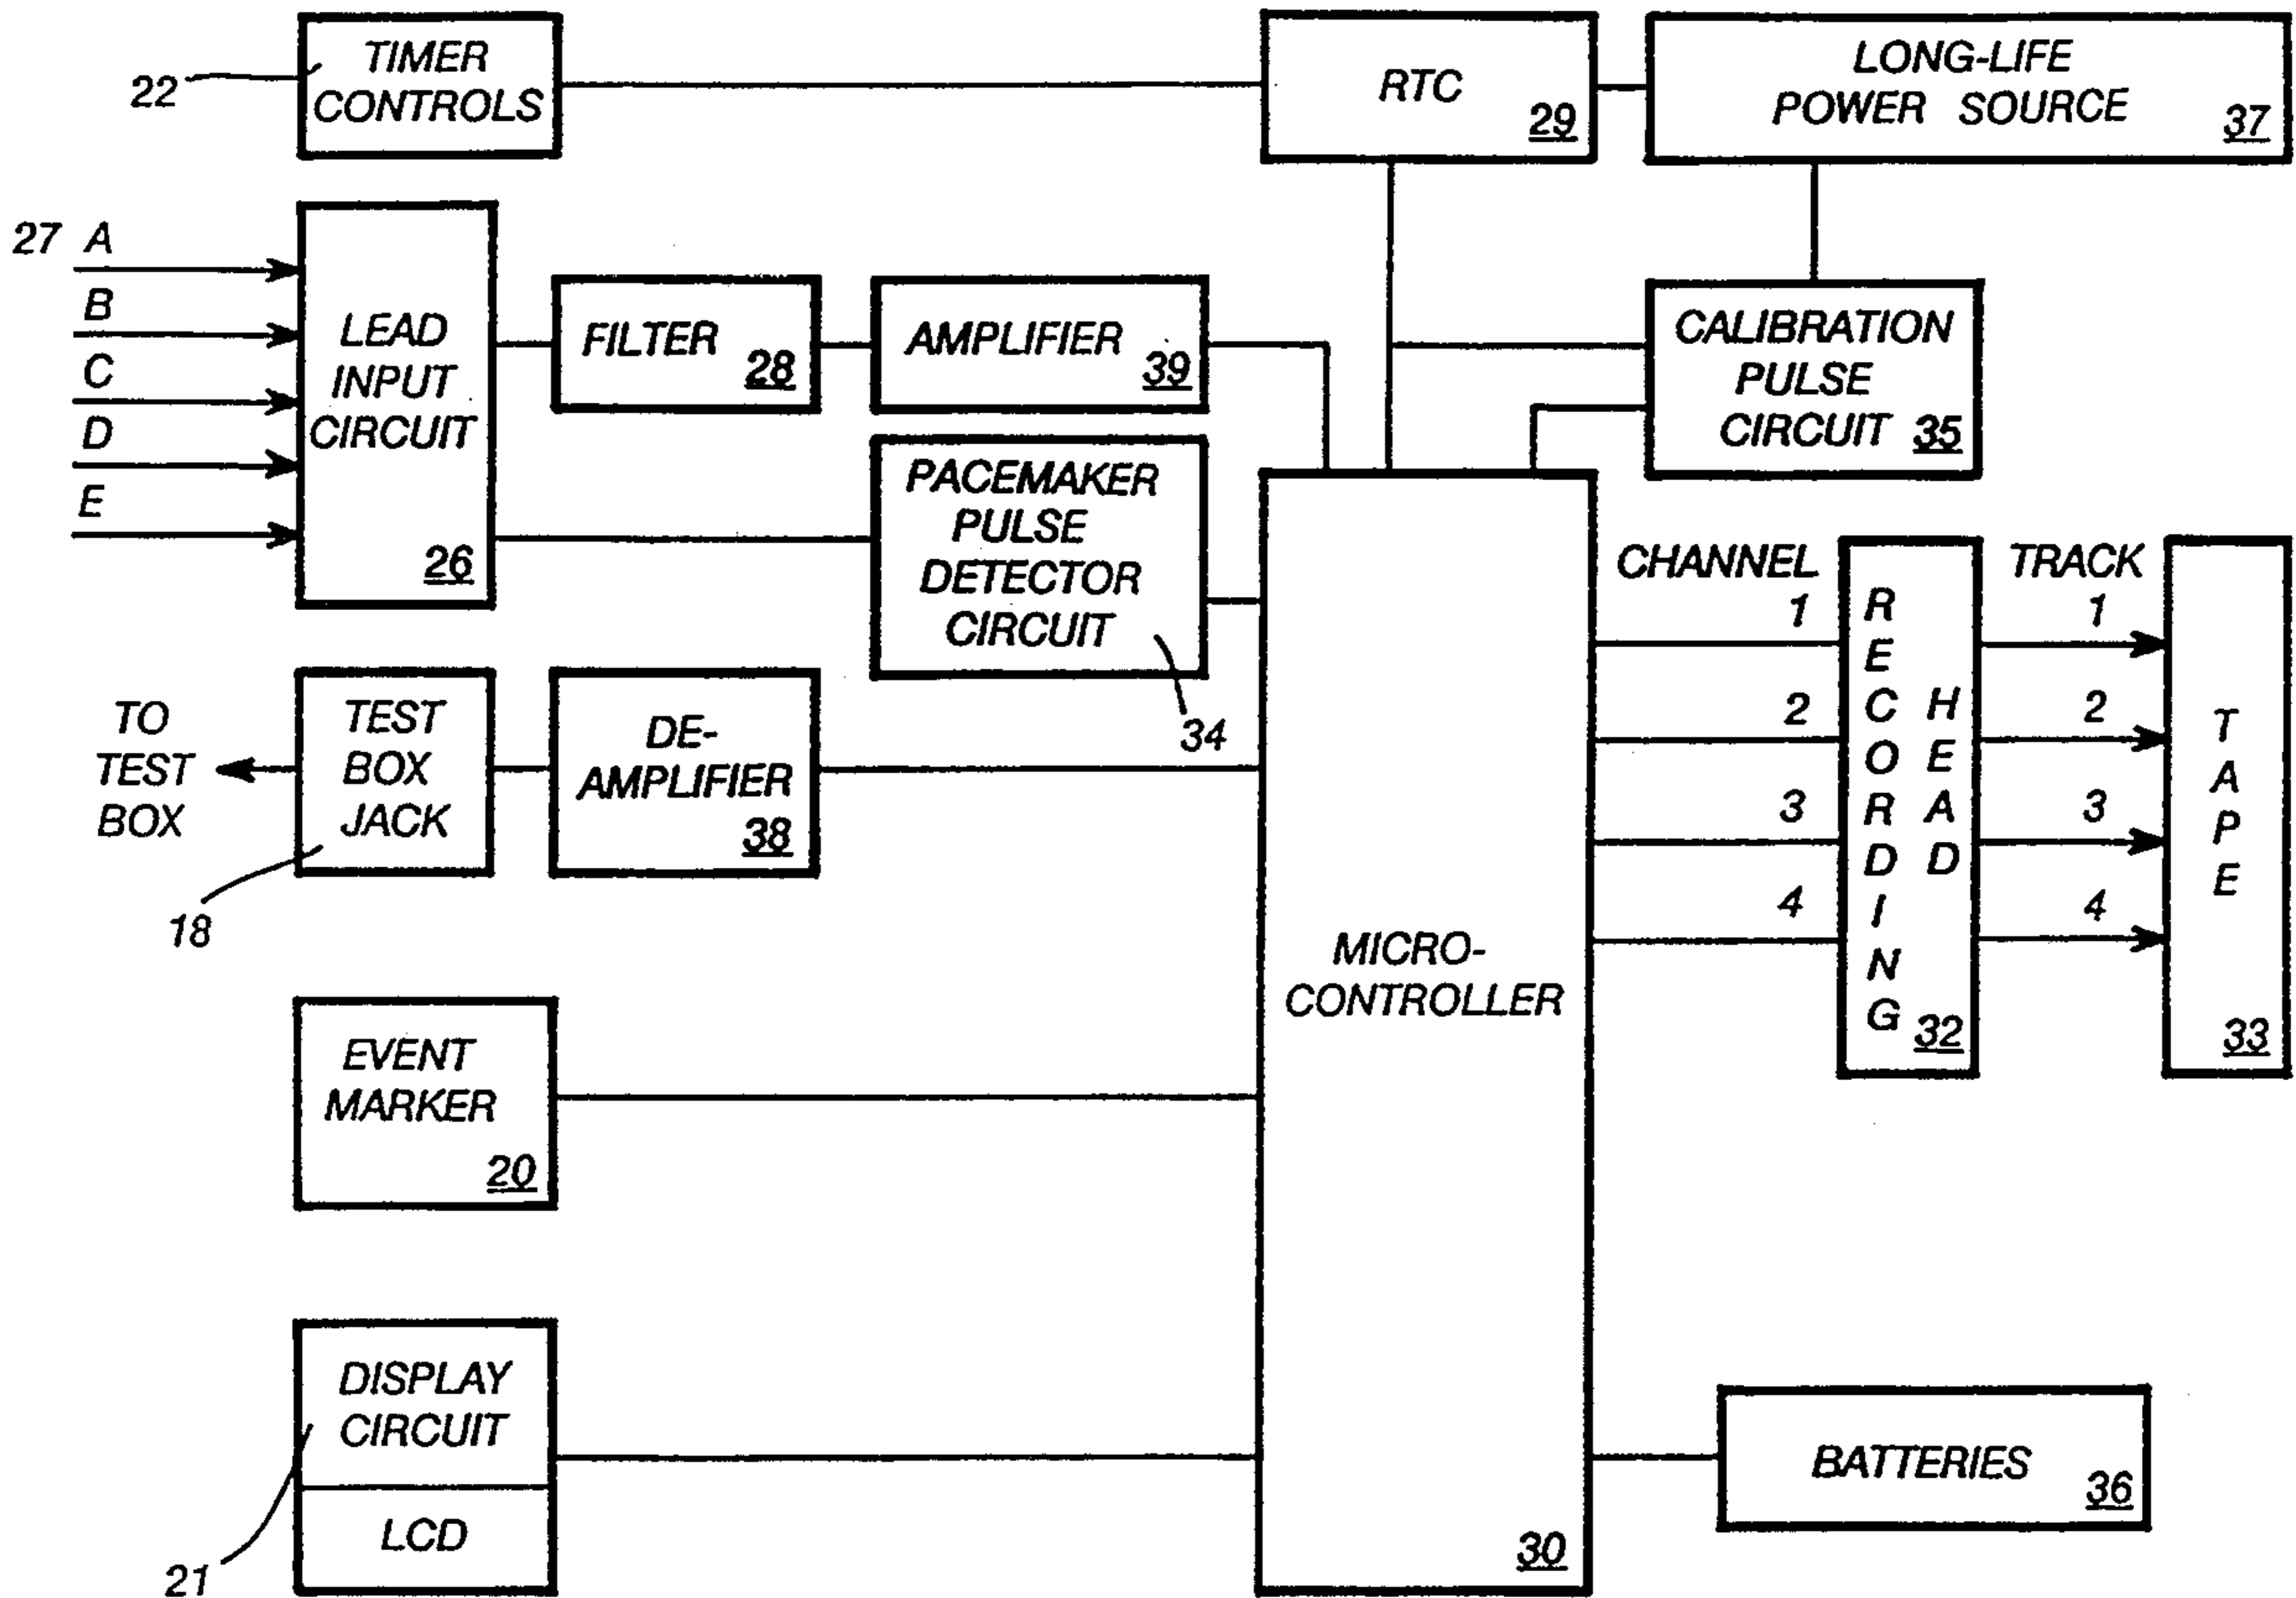 TIMER
CONTROLS
22
RTC
29
LONG-LIFE
POWER SOURCE
37
27 A
B
C
D
E
LEAD
INPUT
CIRCUIT
26
FILTER
28
AMPLIFIER
39
PACEMAKER
PULSE
DETECTOR
CIRCUIT
34
CALIBRATION
PULSE
CIRCUIT 35
TO
TEST
BOX
TEST
BOX
JACK
18
DE-
AMPLIFIER
38
MICRO-
CONTROLLER
30
CHANNEL
1
2
3
4
RECORDING
HEAD
32
TRACK
1
2
3
4
TAPE
33
EVENT
MARKER
20
DISPLAY
CIRCUIT
LCD
21
BATTERIES
36